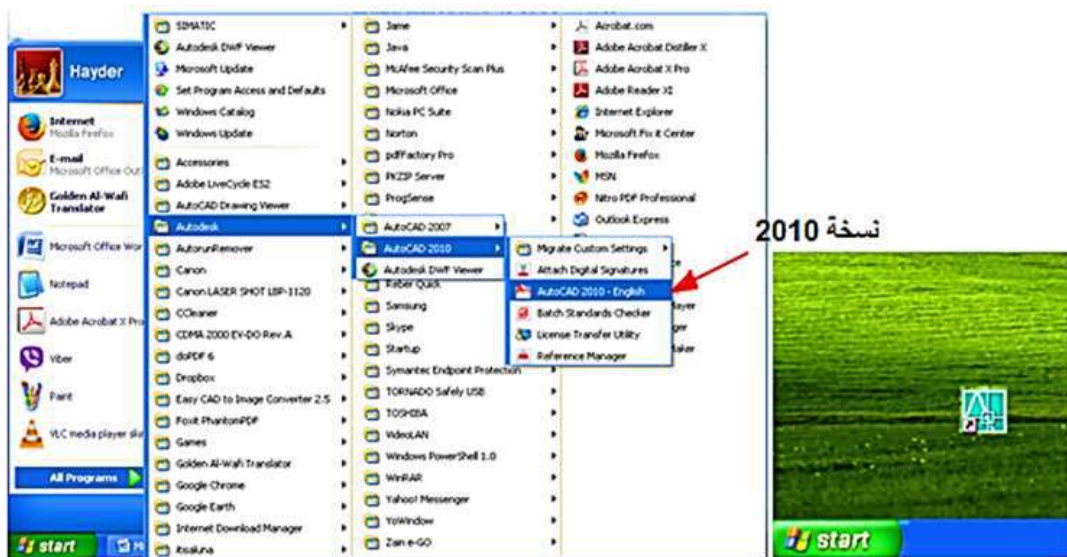 Hayder
Internet
Mozilla Firefox
E-mail
Microsoft Office Out
Golden Al-Wafi
Translator
Microsoft Office Wor
Notepad
Adobe Acrobat X Pro
Viber
Paint
VLC media player
All Programs
start
SIMATIC
Autodesk DWF Viewer
Microsoft Update
Set Program Access and Defaults
Windows Catalog
Windows Update
Accessories
Adobe LiveCycle ES2
AutoCAD Drawing Viewer
Autodesk
AutorunRemover
Canon
Canon LASER SHOT LBP-1120
CCleaner
CDMA 2000 EV-DO Rev.A
doPDF 6
Dropbox
Easy CAD to Image Converter 2.5
Foxit PhantomPDF
Games
Golden Al-Wafi Translator
Google Chrome
Google Earth
Internet Download Manager
itsaluna
Jame
Java
McAfee Security Scan Plus
Microsoft Office
Nokia PC Suite
Norton
pdfFactory Pro
PKZIP Server
ProgSense
AutoCAD 2007
AutoCAD 2010
Autodesk DWF Viewer
Reber Quick
Samsung
Skype
Startup
Symantec Endpoint Protection
TORNADO Safely USB
TOSHIBA
VideoLAN
Windows PowerShell 1.0
WinRAR
Yahoo! Messenger
YoWindow
Zain e-GO
Acrobat.com
Adobe Acrobat Distiller X
Adobe Acrobat X Pro
Adobe Reader XI
Internet Explorer
Microsoft Fix it Center
Mozilla Firefox
MSN
Nitro PDF Professional
Outlook Express
Migrate Custom Settings
Attach Digital Signatures
AutoCAD 2010 - English
Batch Standards Checker
License Transfer Utility
Reference Manager
نسخة 2010
start